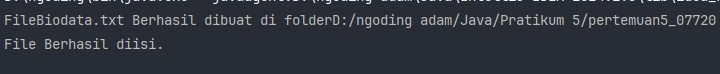 FileBiodata.txt Berhasil dibuat di folderD:/ngoding adam/Java/Pratikum 5/pertemuan5_07720
File Berhasil diisi.